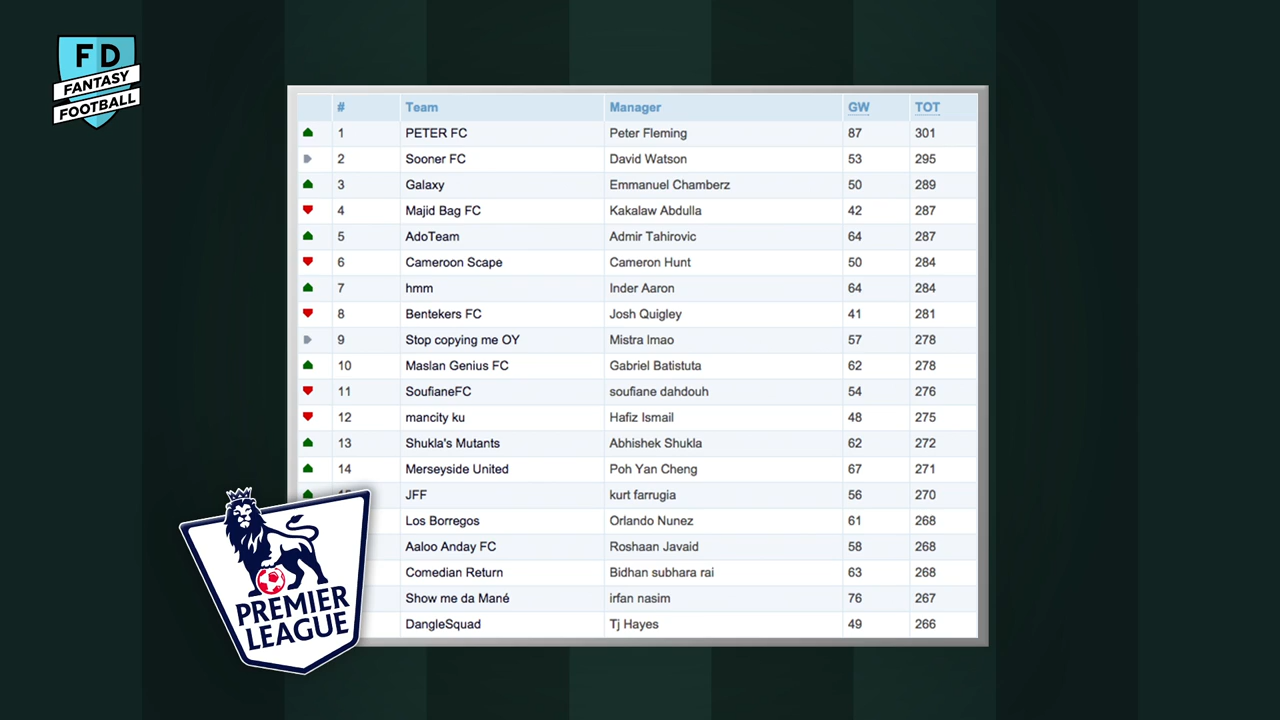 FD
FANTASY
FOOTBALL
# Team Manager GW TOT
1 PETER FC Peter Fleming 87 301
2 Sooner FC David Watson 53 295
3 Galaxy Emmanuel Chamberz 50 289
4 Majid Bag FC Kakalaw Abdulla 42 287
5 AdoTeam Admir Tahirovic 64 287
6 Cameroon Scape Cameron Hunt 50 284
7 hmm Inder Aaron 64 284
8 Bentekers FC Josh Quigley 41 281
9 Stop copying me OY Mistra lmao 57 278
10 Maslan Genius FC Gabriel Batistuta 62 278
11 SoufianeFC soufiane dahdouh 54 276
12 mancity ku Hafiz Ismail 48 275
13 Shukla's Mutants Abhishek Shukla 62 272
14 Merseyside United Poh Yan Cheng 67 271
JFF kurt farrugia 56 270
Los Borregos Orlando Nunez 61 268
Aaloo Anday FC Roshaan Javaid 58 268
Comedian Return Bidhan subhara rai 63 268
Show me da Mané irfan nasim 76 267
DangleSquad Tj Hayes 49 266
PREMIER
LEAGUE